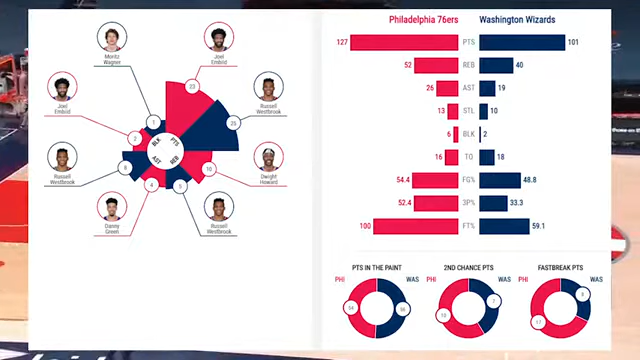 Philadelphia 76ers
Washington Wizards
127 PTS 101
52 REB 40
26 AST 19
13 STL 10
6 BLK 2
16 TO 18
54.4 FG% 48.8
52.4 3P% 33.3
100 FT% 59.1
Moritz
Wagner
Joel
Embiid
Joel
Embiid
Russell
Westbrook
Russell
Westbrook
Dwight
Howard
Danny
Green
Russell
Westbrook
1
23
2
26
10
4
BLK
PTS
AST
REB
PTS IN THE PAINT
PHI
WAS
2ND CHANCE PTS
PHI
WAS
10
7
FASTBREAK PTS
PHI
WAS
17